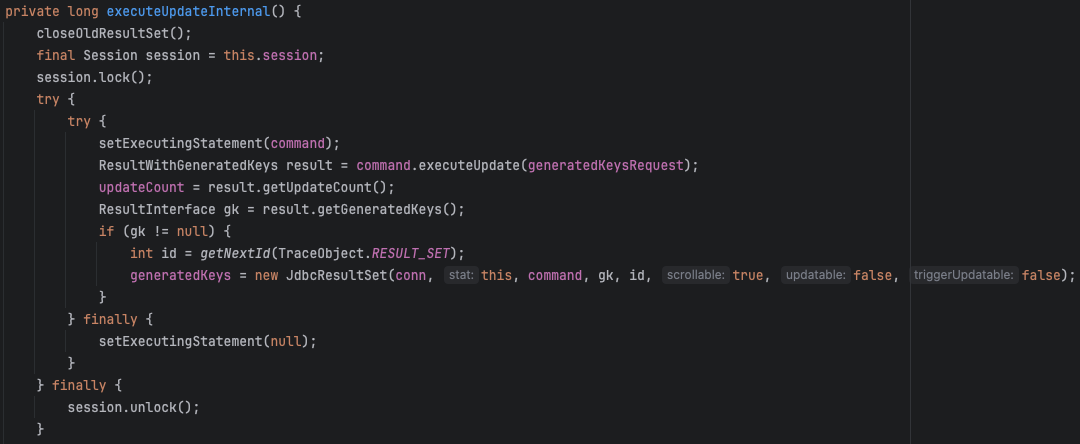 private long executeUpdateInternal() {
    closeOldResultSet();
    final Session session = this.session;
    session.lock();
    try {
        try {
            setExecutingStatement(command);
            ResultWithGeneratedKeys result = command.executeUpdate(generatedKeysRequest);
            updateCount = result.getUpdateCount();
            ResultInterface gk = result.getGeneratedKeys();
            if (gk != null) {
                int id = getNextId(TraceObject.RESULT_SET);
                generatedKeys = new JdbcResultSet(conn, stat: this, command, gk, id, scrollable: true, updatable: false, triggerUpdatable: false);
            }
        } finally {
            setExecutingStatement(null);
        }
    } finally {
        session.unlock();
    }